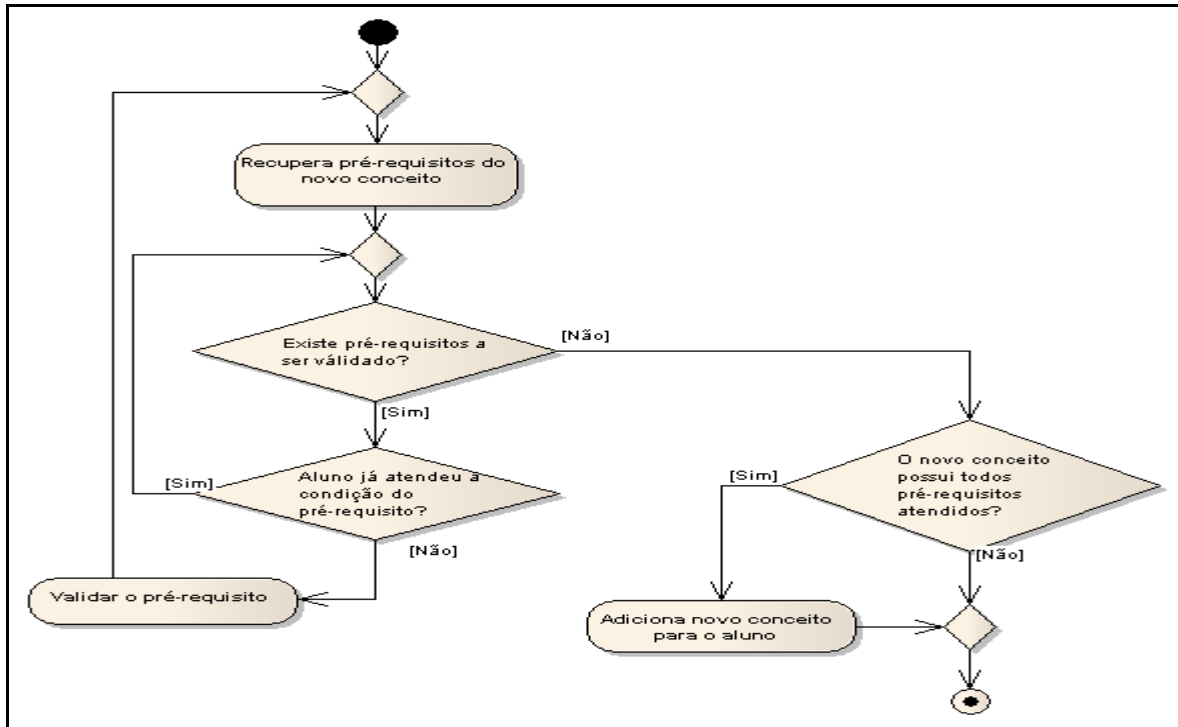 Recupera pré-requisitos do
novo conceito
[Não]
Existe pré-requisitos a
ser válidado?
[Sim]
Aluno já atendeu à
condição do
pré-requisito?
[Sim]
[Não]
Validar o pré-requisito
O novo conceito
possui todos
pré-requisitos
atendidos?
[Sim]
[Não]
Adiciona novo conceito
para o aluno